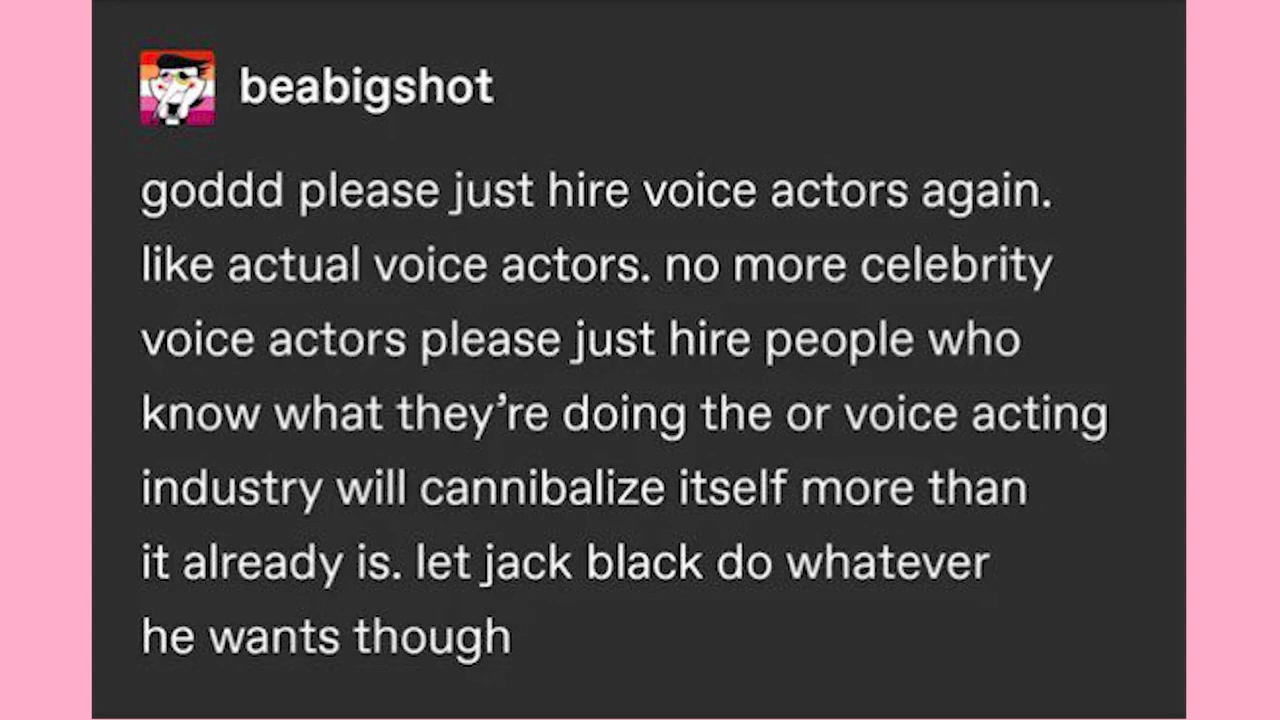 beabigshot
goddd please just hire voice actors again.
like actual voice actors. no more celebrity
voice actors please just hire people who
know what they’re doing the or voice acting
industry will cannibalize itself more than
it already is. let jack black do whatever
he wants though